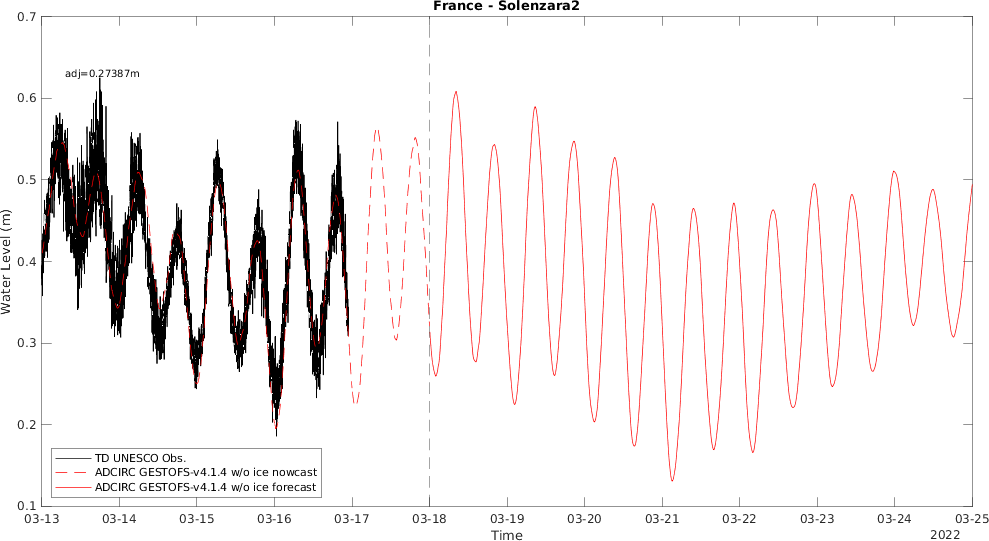 France - Solenzara2
adj=0.27387m
Water Level (m)
0.7
0.6
0.5
0.4
0.3
0.2
0.1
TD UNESCO Obs.
ADCIRC GESTOFS-v4.1.4 w/o ice nowcast
ADCIRC GESTOFS-v4.1.4 w/o ice forecast
03-13 03-14 03-15 03-16 03-17 03-18 03-19 03-20 03-21 03-22 03-23 03-24 03-25
Time
2022